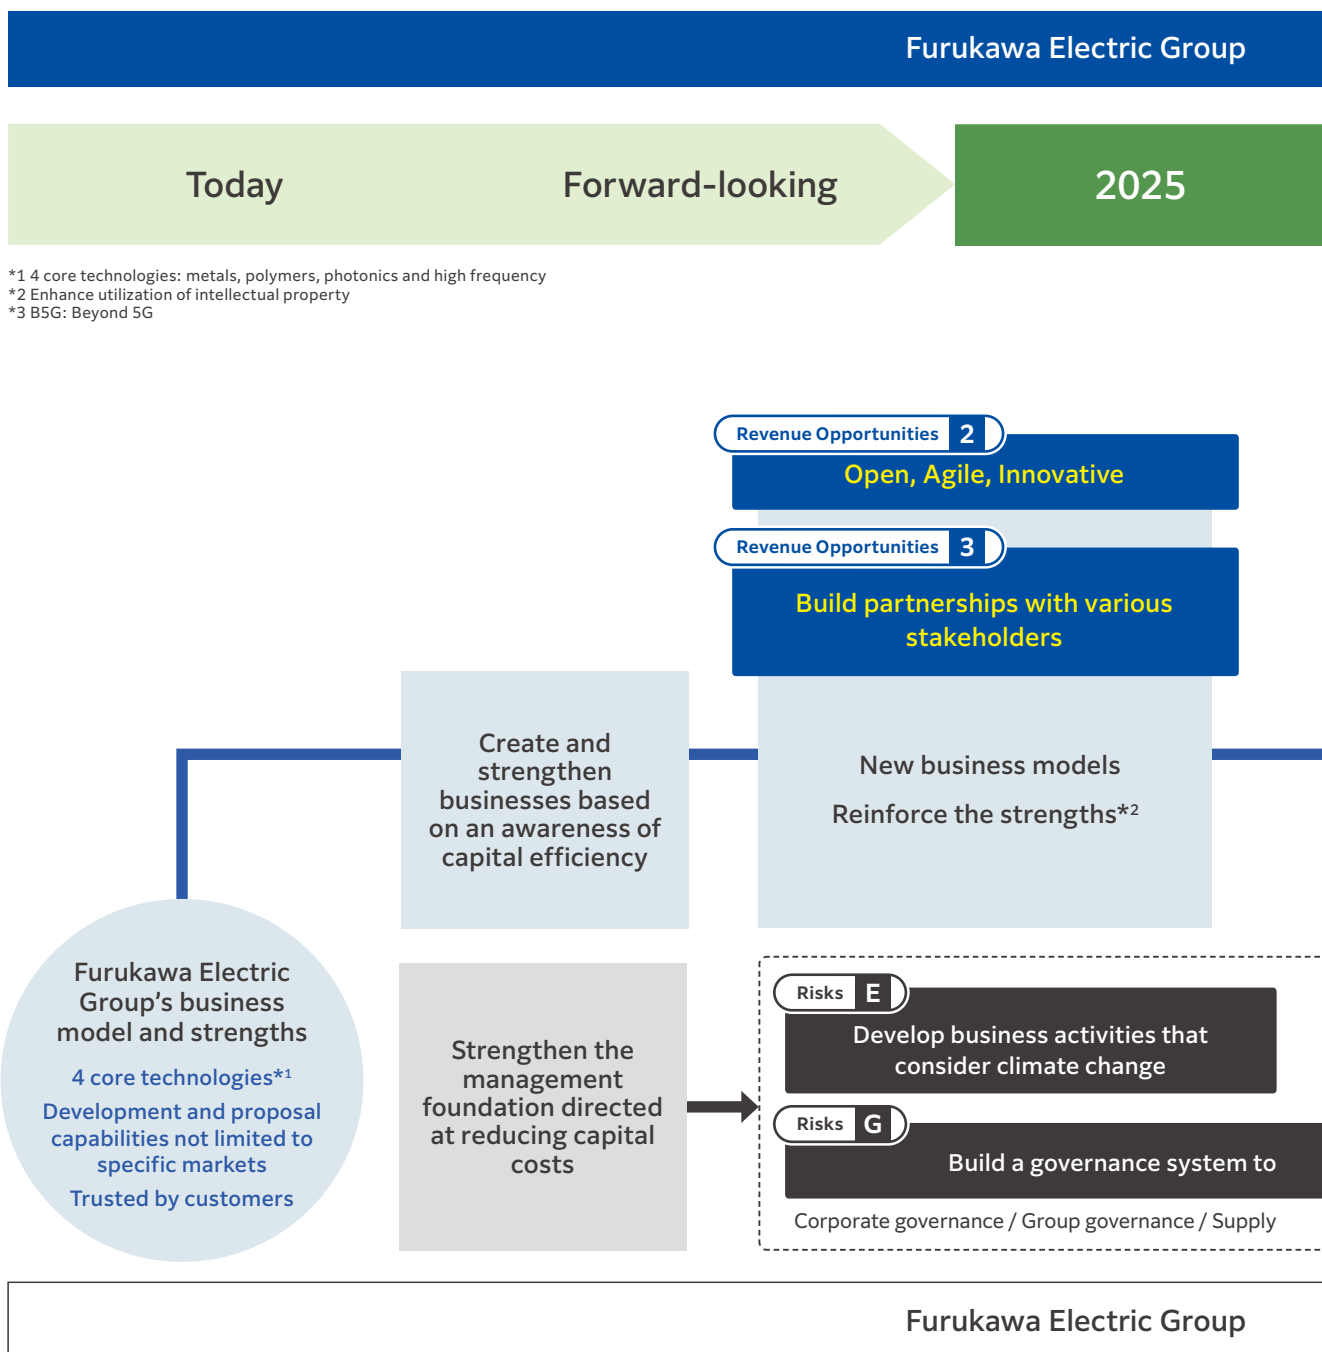 Furukawa Electric Group
Today
Forward-looking
2025
*1 4 core technologies: metals, polymers, photonics and high frequency
*2 Enhance utilization of intellectual property
*3 B5G: Beyond 5G
Revenue Opportunities 2
Open, Agile, Innovative
Revenue Opportunities 3
Build partnerships with various
stakeholders
Create and
strengthen
businesses based
on an awareness of
capital efficiency
New business models
Reinforce the strengths*2
Furukawa Electric
Group's business
model and strengths
4 core technologies*1
Development and proposal
capabilities not limited to
specific markets
Trusted by customers
Strengthen the
management
foundation directed
at reducing capital
costs
Risks E
Develop business activities that
consider climate change
Risks G
Build a governance system to
Corporate governance / Group governance / Supply
Furukawa Electric Group